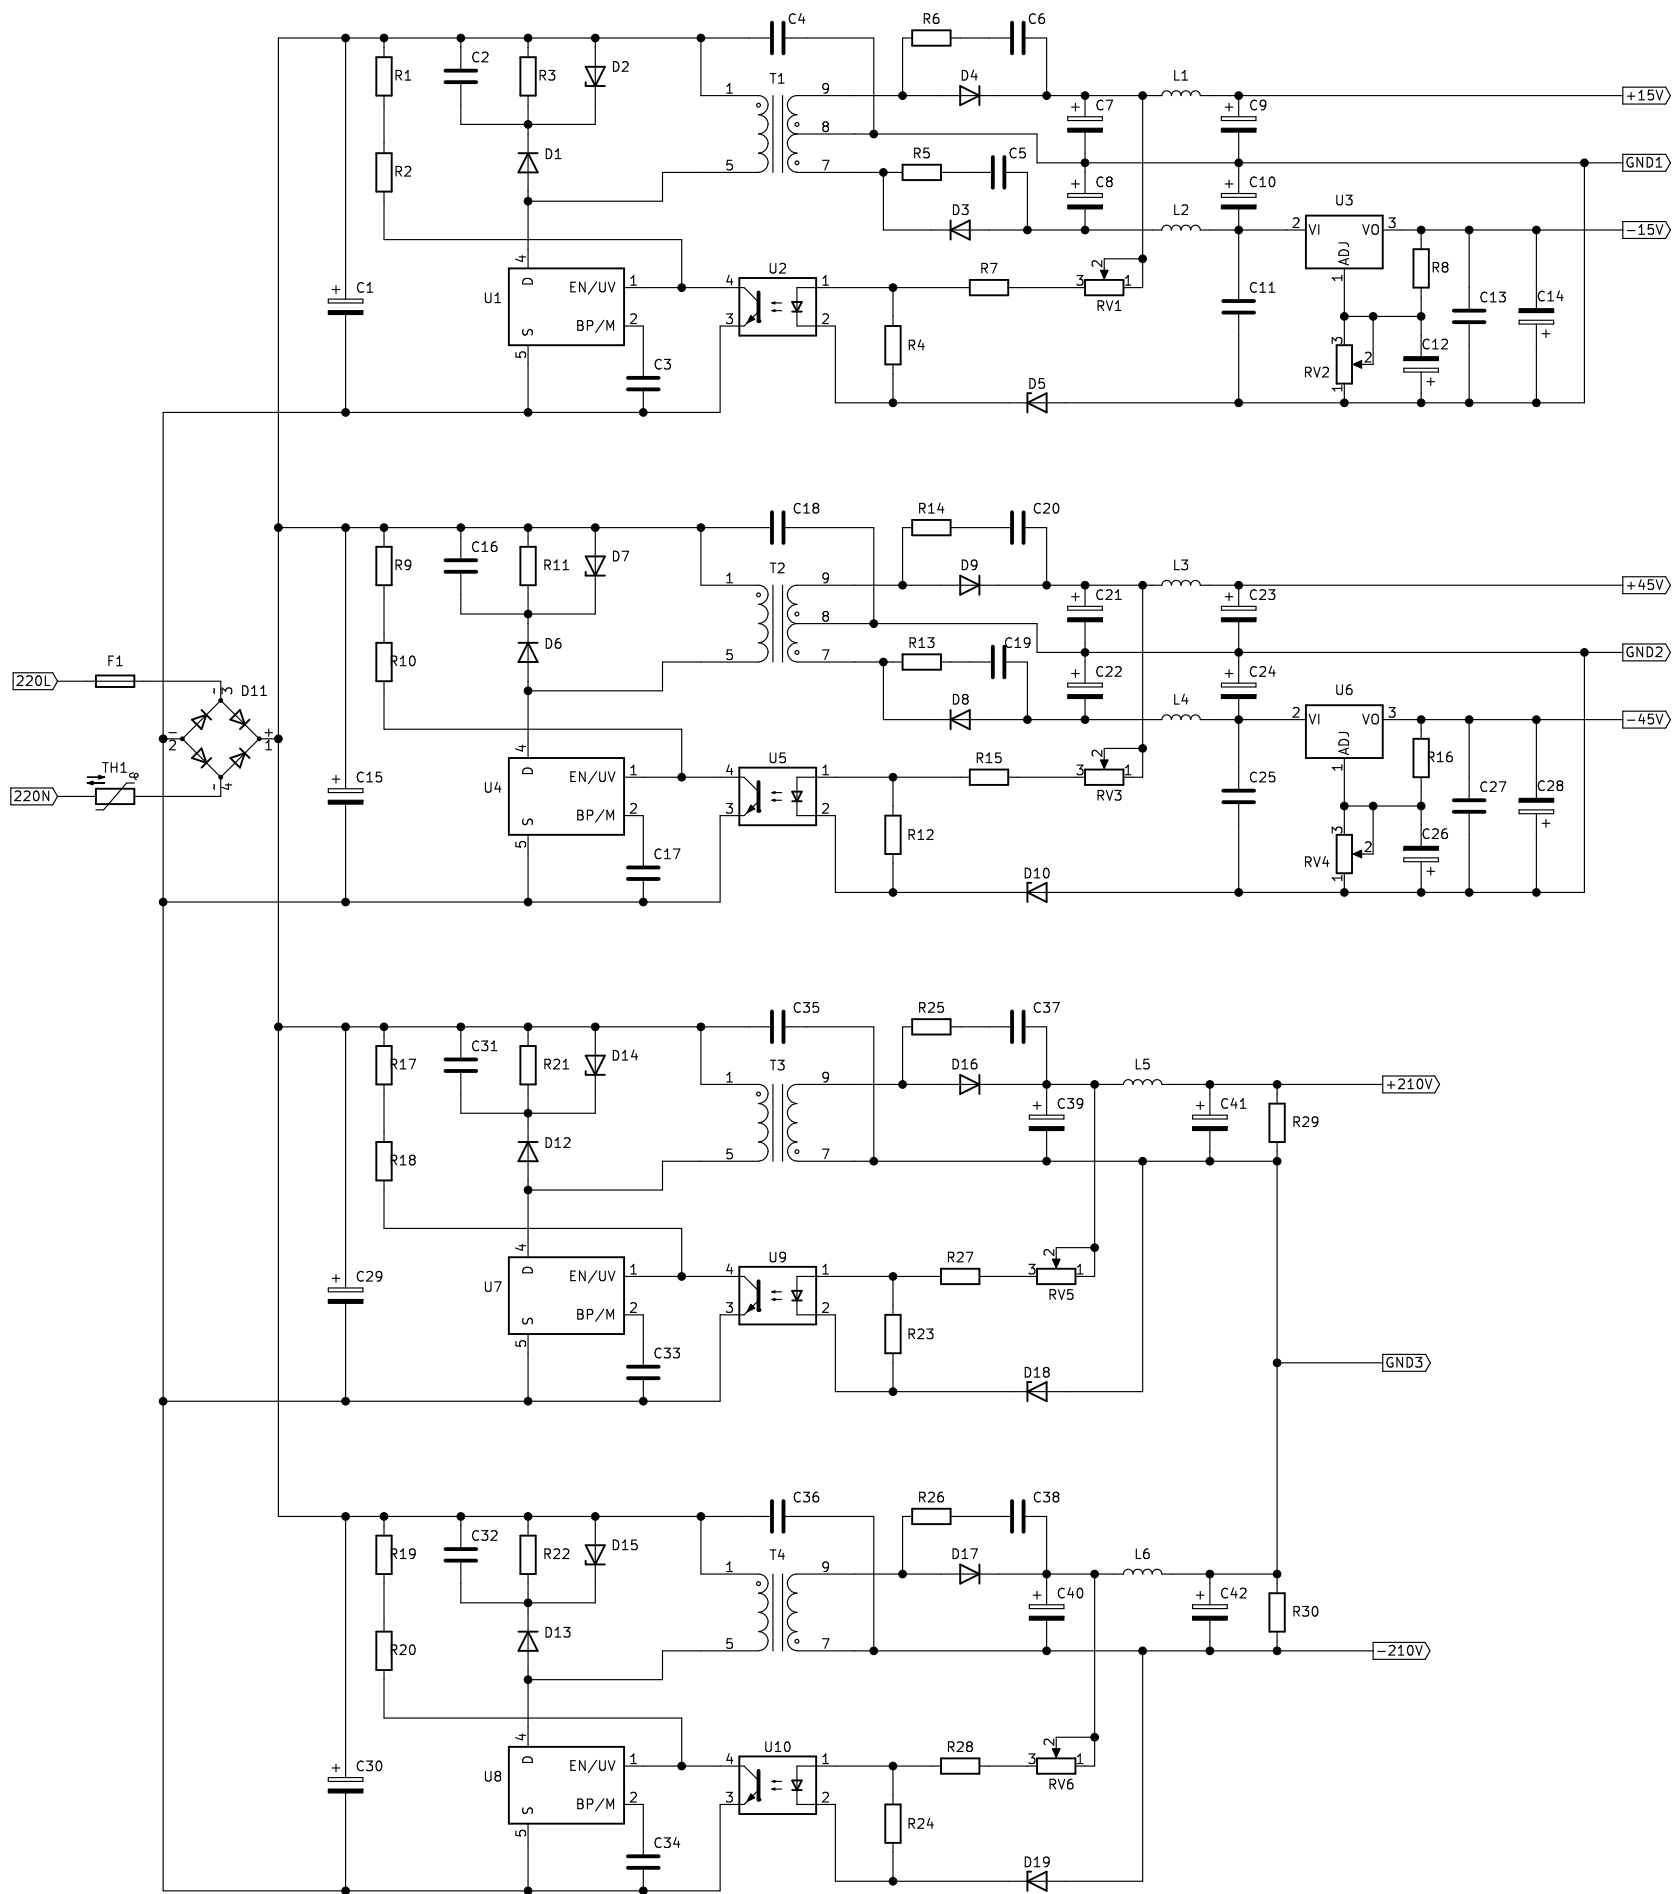 C4 R6 C6
R1 C2 R3 D2 T1 D4 L1
1 9 C7 C9 +15V
8
D1 R5 C5 GND1
R2 5 7 C8 C10
D3 L2 U3
2 VI VO 3 -15V
4 U2 R7 2 ADJ R8
D EN/UV 1 4 1 3 1 1
U1 C1 RV1 C11 C13 C14
S BP/M 2 3 2
5 R4 3 C12
C3 RV2 2
D5 1
C18 R14 C20
R9 C16 R11 D7 T2 D9 L3
1 9 C21 C23 +45V
8
D6 R13 C19 GND2
R10 5 7 C22 C24
F1 D8 L4 U6
220L ~ 3 D11 2 VI VO 3 -45V
- 2 + 1
4 U5 R15 2 ADJ R16
TH1 θ D EN/UV 1 4 1 3 1 1
220N ~ 4 C15 U4 RV3 C25 C27 C28
S BP/M 2 3 2
5 R12 3 C26
C17 RV4 2
D10 1
C35 R25 C37
R17 C31 R21 D14 T3 D16 L5
1 9 C39 C41 +210V
R29
D12
R18 5 7
4 U9 R27 2
D EN/UV 1 4 1 3 1
U7 C29 RV5
S BP/M 2 3 2
5 R23
C33 D18 GND3
C36 R26 C38
R19 C32 R22 D15 T4 D17 L6
1 9 C40 C42
R30
D13
R20 5 7 -210V
4 U10 R28 2
D EN/UV 1 4 1 3 1
U8 C30 RV6
S BP/M 2 3 2
5 R24
C34 D19